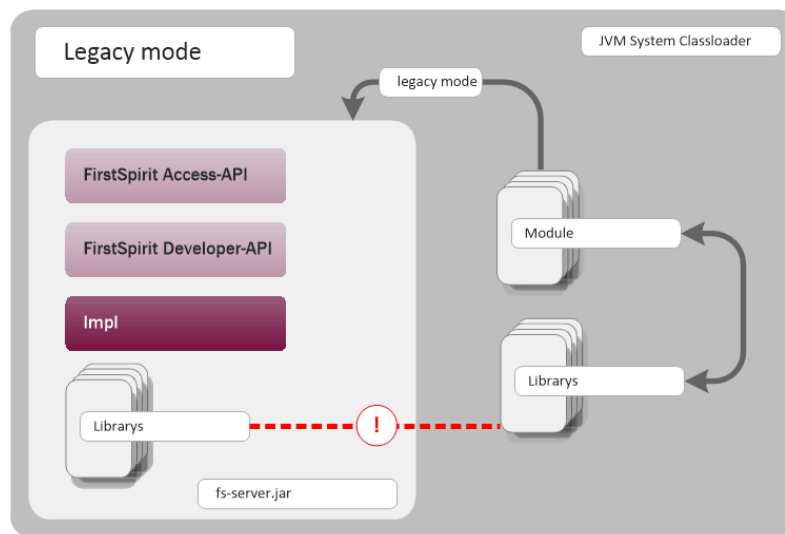 Legacy mode
JVM System Classloader
legacy mode
FirstSpirit Access-API
FirstSpirit Developer-API
Impl
Module
Librarys
Librarys
!
fs-server.jar